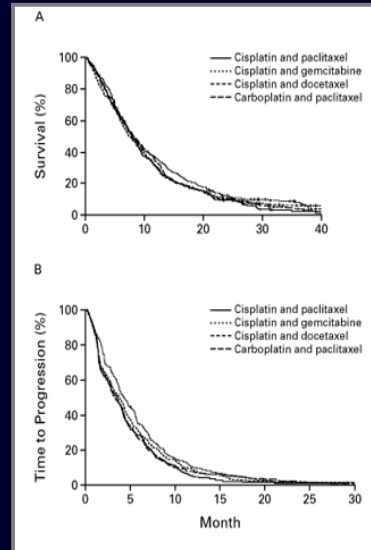 A
Survival (%)
100
80
60
40
20
0
Cisplatin and paclitaxel
Cisplatin and gemcitabine
Cisplatin and docetaxel
Carboplatin and paclitaxel
0 10 20 30 40
B
Time to Progression (%)
100
80
60
40
20
0
Cisplatin and paclitaxel
Cisplatin and gemcitabine
Cisplatin and docetaxel
Carboplatin and paclitaxel
0 5 10 15 20 25 30
Month